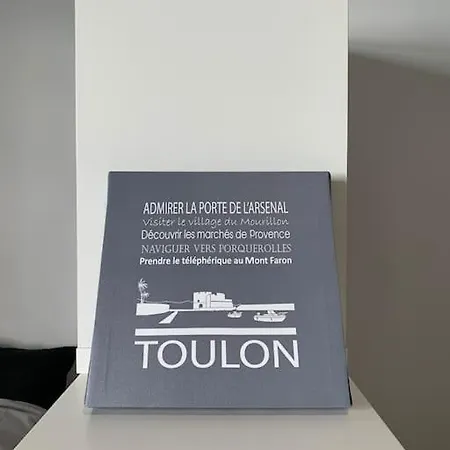 ADMIRER LA PORTE DE L'ARSENAL
Visiter le village du Mourillon
Découvrir les marchés de Provence
NAVIGUER VERS PORQUEROLLES
Prendre le téléphérique au Mont Faron
TOULON